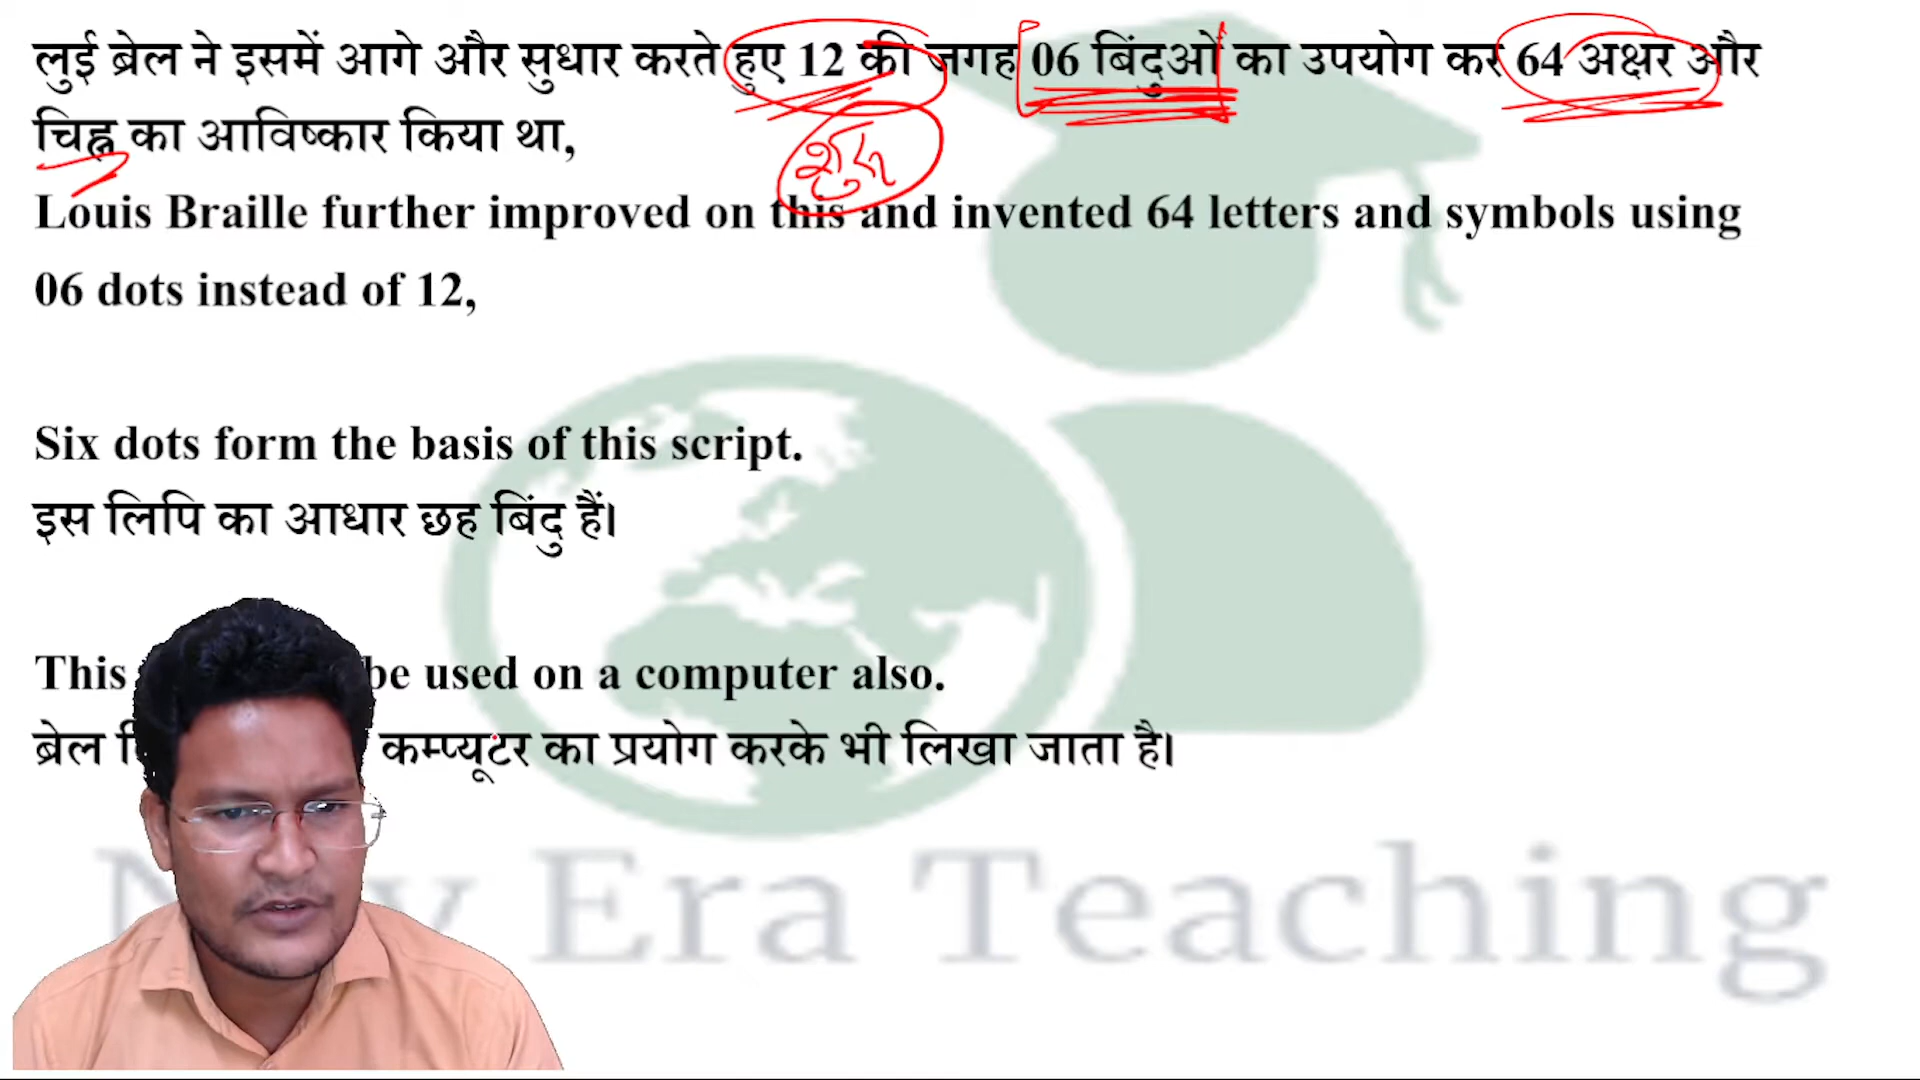 लुई ब्रेल ने इसमें आगे और सुधार करते हुए 12 की जगह 06 बिंदुओं का उपयोग कर 64 अक्षर और
चिह्न का आविष्कार किया था,
शुरू
Louis Braille further improved on this and invented 64 letters and symbols using
06 dots instead of 12,
Six dots form the basis of this script.
इस लिपि का आधार छह बिंदु हैं।
This be used on a computer also.
ब्रेल कम्प्यूटर का प्रयोग करके भी लिखा जाता है।
Era Teaching